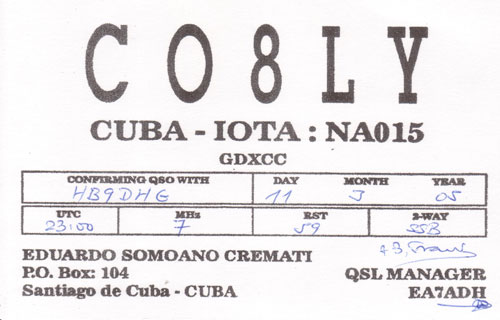 CO8LY
CUBA - IOTA : NA015
GDXCC
CONFIRMING QSO WITH DAY MONTH YEAR
HB9DHG 11 3 05
UTC MHz RST 2-WAY
23:00 7 59 SSB
EDUARDO SOMOANO CREMATI
P.O. Box: 104 QSL MANAGER
Santiago de Cuba - CUBA EA7ADH